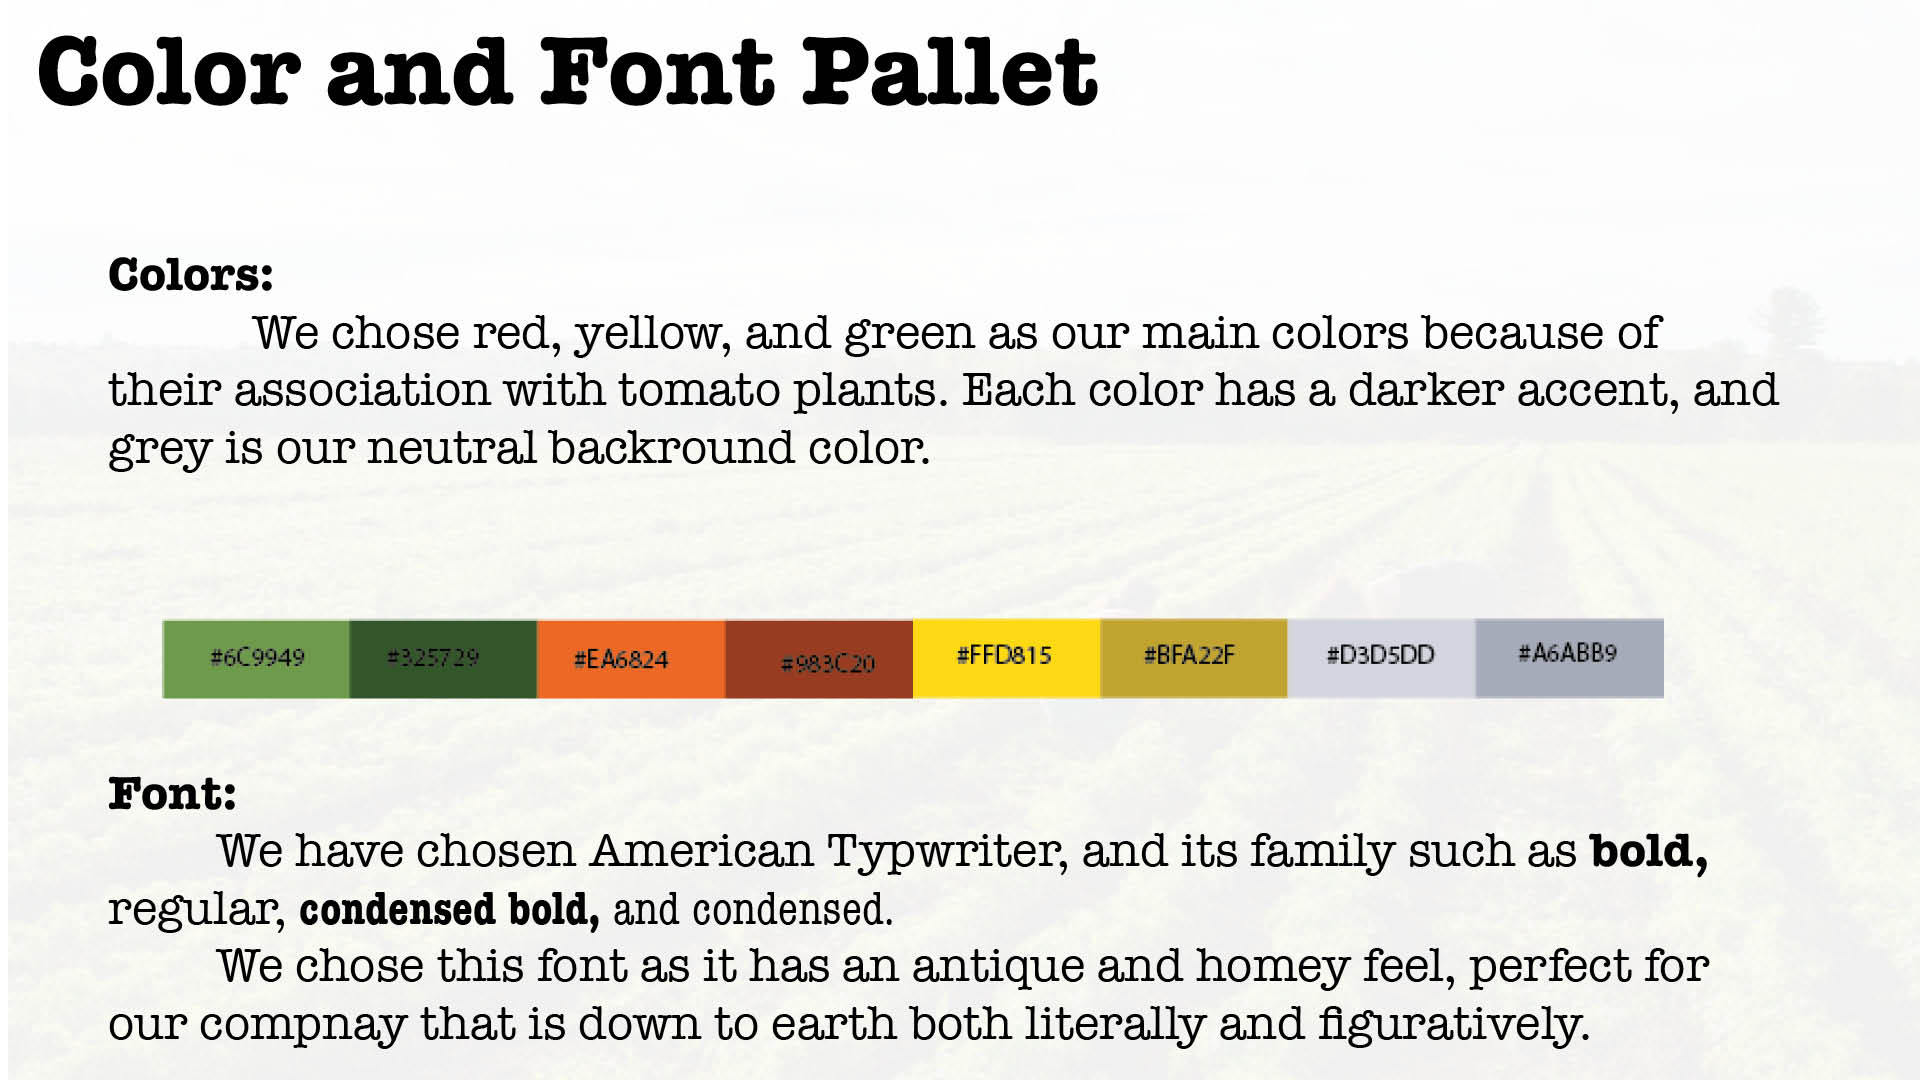 Color and Font Pallet
Colors:
We chose red, yellow, and green as our main colors because of
their association with tomato plants. Each color has a darker accent, and
grey is our neutral backround color.
#6C9949 #325729 #EA6824 #983C20 #FFD815 #BFA22F #D3D5DD #A6ABB9
Font:
We have chosen American Typwriter, and its family such as bold,
regular, condensed bold, and condensed.
We chose this font as it has an antique and homey feel, perfect for
our compnay that is down to earth both literally and figuratively.